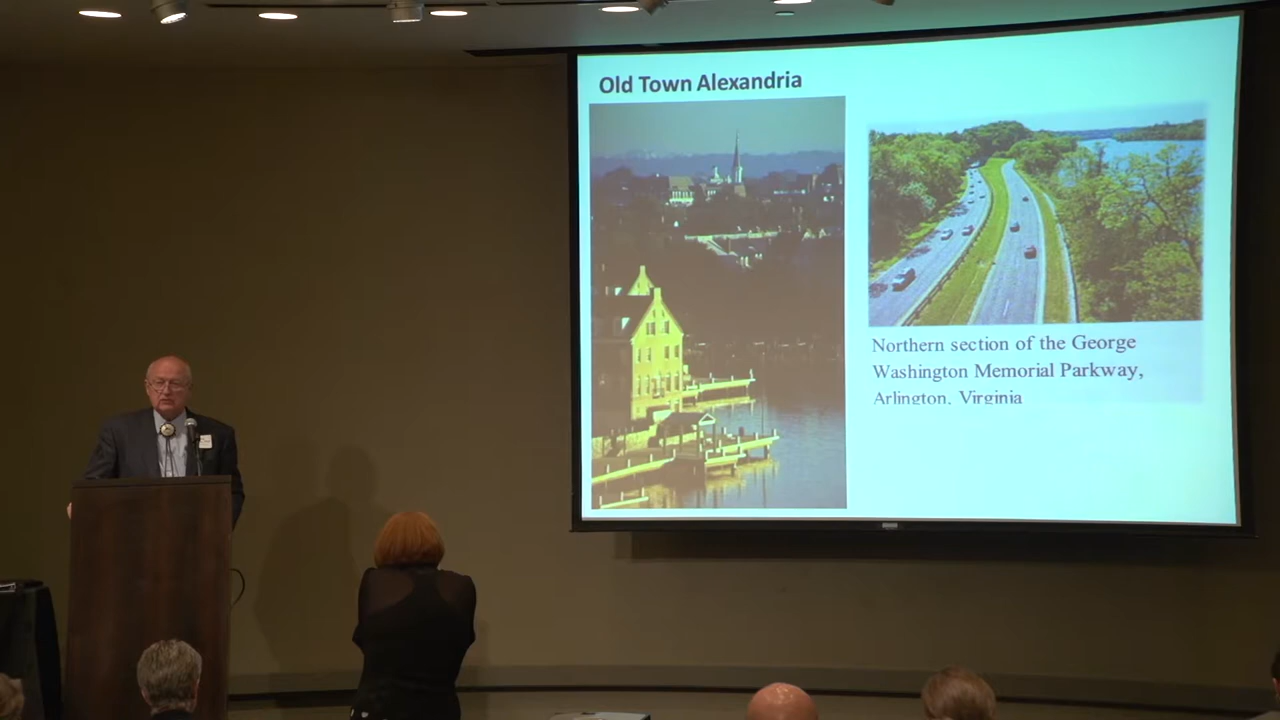 Old Town Alexandria
Northern section of the George
Washington Memorial Parkway,
Arlington, Virginia